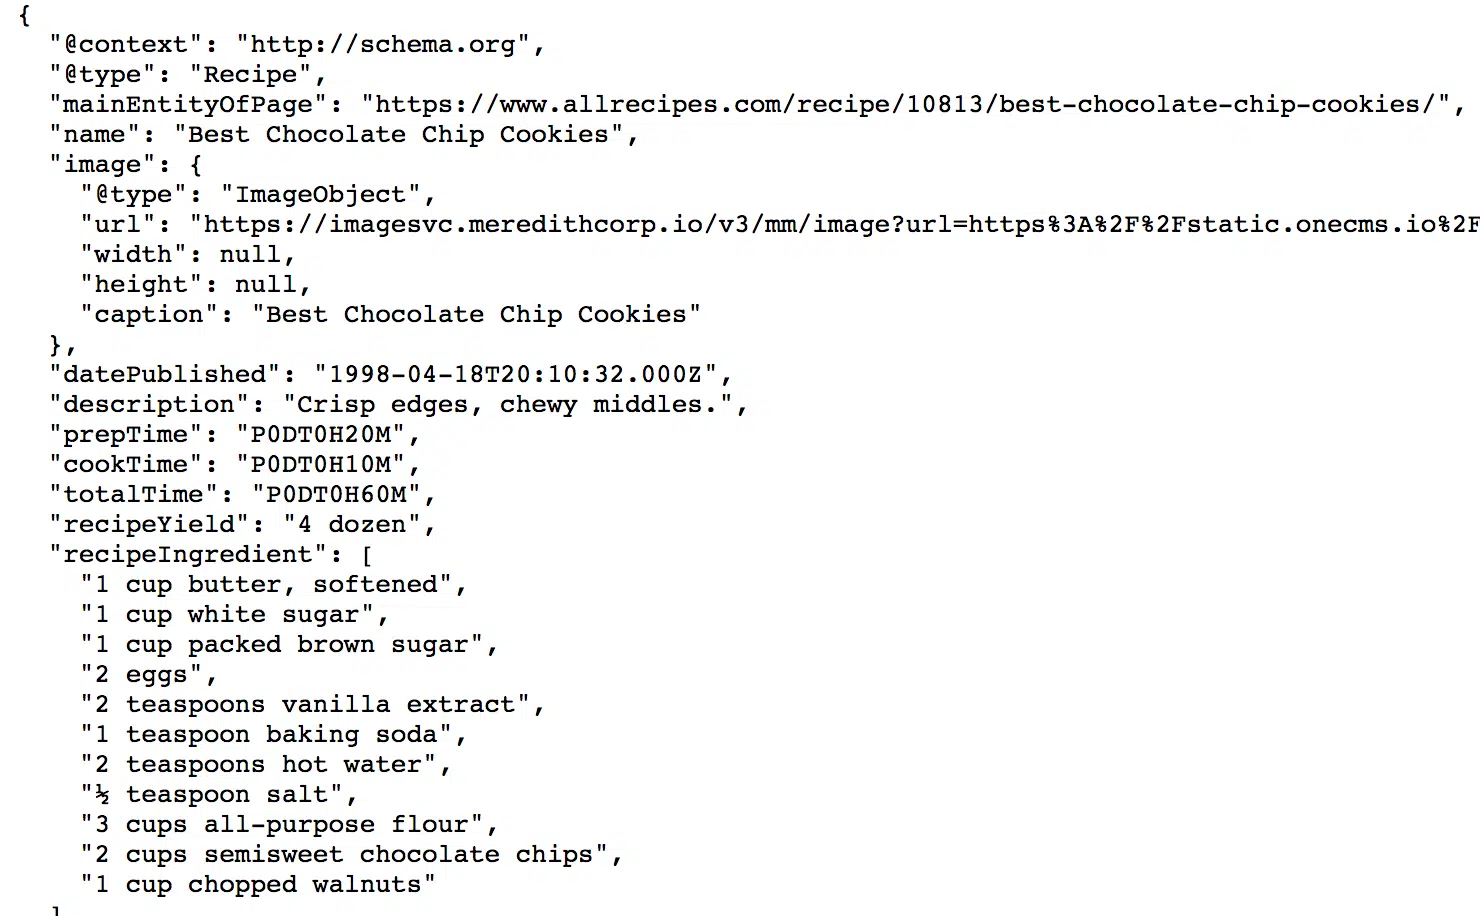 {
  "@context": "http://schema.org",
  "@type": "Recipe",
  "mainEntityOfPage": "https://www.allrecipes.com/recipe/10813/best-chocolate-chip-cookies/",
  "name": "Best Chocolate Chip Cookies",
  "image": {
    "@type": "ImageObject",
    "url": "https://imagesvc.meredithcorp.io/v3/mm/image?url=https%3A%2F%2Fstatic.onecms.io%2F
    "width": null,
    "height": null,
    "caption": "Best Chocolate Chip Cookies"
  },
  "datePublished": "1998-04-18T20:10:32.000Z",
  "description": "Crisp edges, chewy middles.",
  "prepTime": "P0DT0H20M",
  "cookTime": "P0DT0H10M",
  "totalTime": "P0DT0H60M",
  "recipeYield": "4 dozen",
  "recipeIngredient": [
    "1 cup butter, softened",
    "1 cup white sugar",
    "1 cup packed brown sugar",
    "2 eggs",
    "2 teaspoons vanilla extract",
    "1 teaspoon baking soda",
    "2 teaspoons hot water",
    "½ teaspoon salt",
    "3 cups all-purpose flour",
    "2 cups semisweet chocolate chips",
    "1 cup chopped walnuts"
  ]